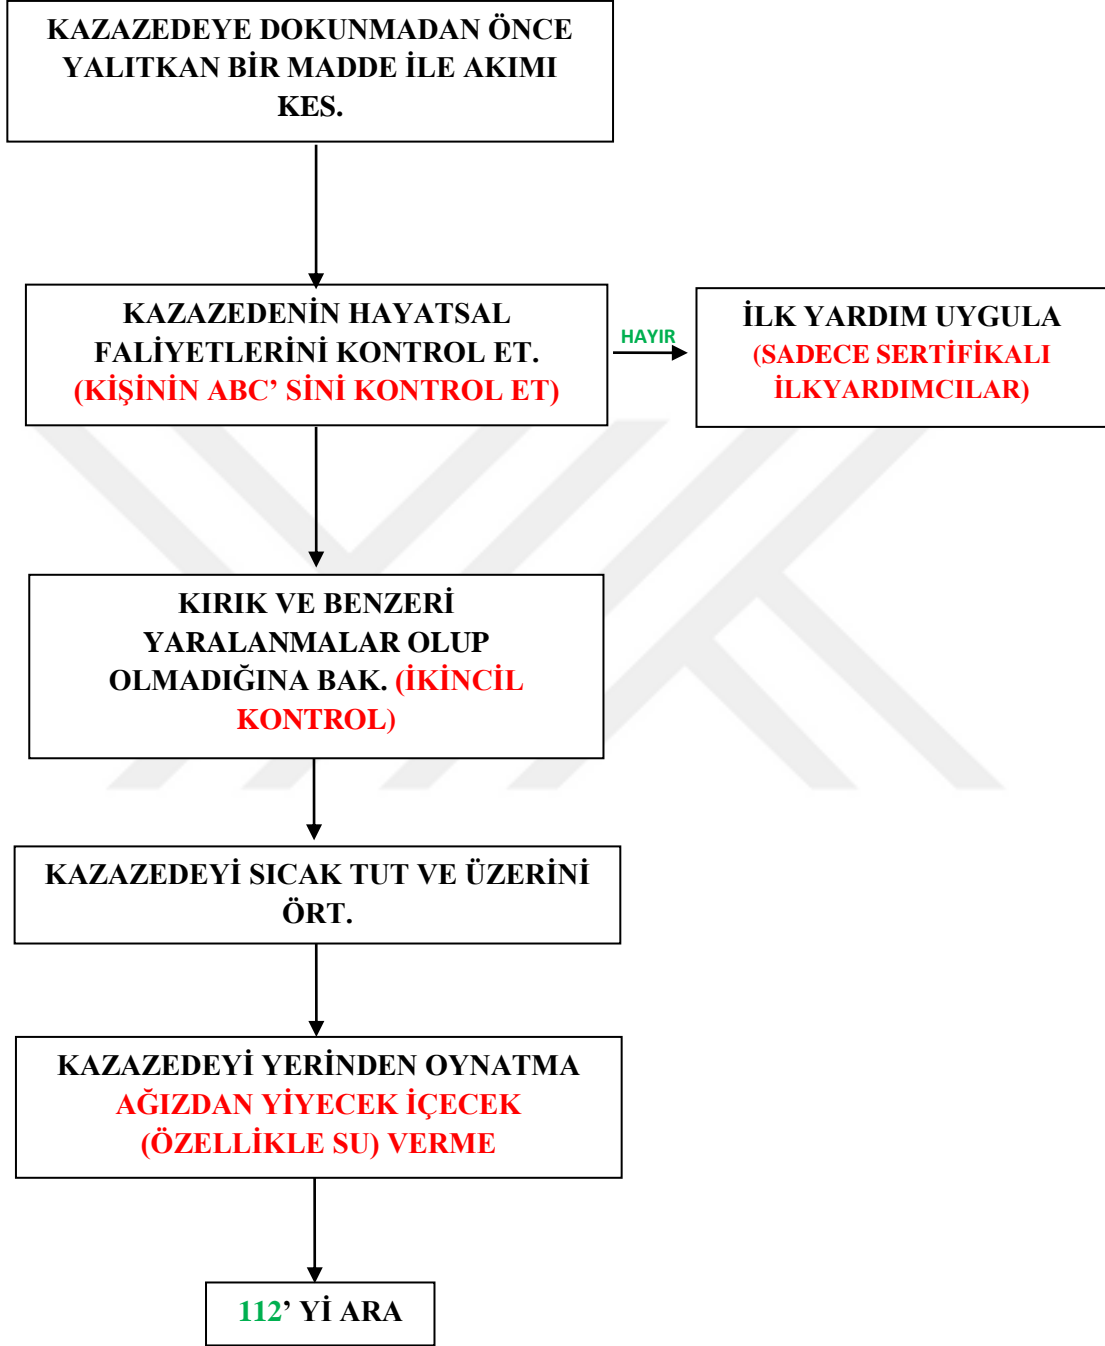 KAZAZEDEYE DOKUNMADAN ÖNCE
YALITKAN BİR MADDE İLE AKIMI
KES.
KAZAZEDENİN HAYATSAL
FALİYETLERİNİ KONTROL ET.
(KİŞİNİN ABC’ SİNİ KONTROL ET)
HAYIR
İLK YARDIM UYGULA
(SADECE SERTİFİKALI
İLKYARDIMCILAR)
KIRIK VE BENZERİ
YARALANMALAR OLUP
OLMADIĞINA BAK. (İKİNCİL
KONTROL)
KAZAZEDEYİ SICAK TUT VE ÜZERİNİ
ÖRT.
KAZAZEDEYİ YERİNDEN OYNATMA
AĞIZDAN YİYECEK İÇECEK
(ÖZELLİKLE SU) VERME
112’ Yİ ARA